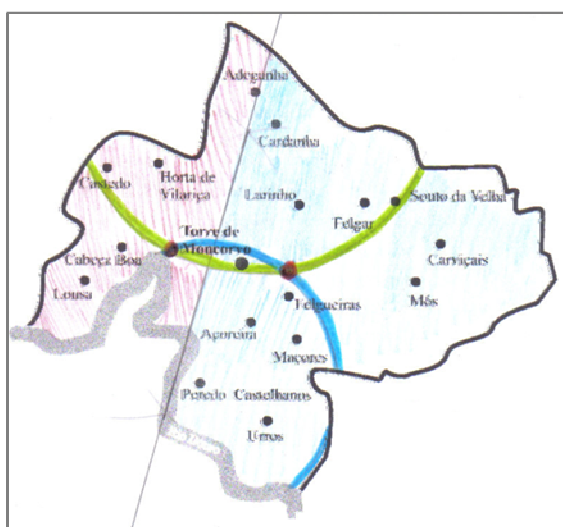 Adeganha
Cardanha
Castedo
Horta de
Vilariça
Larinho
Felgar
Souto da Velha
Torre de
Moncorvo
Cabeça Boa
Lousa
Carviçais
Mós
Felgueiras
Açoreira
Maçores
Peredo
Castelhanos
Urros